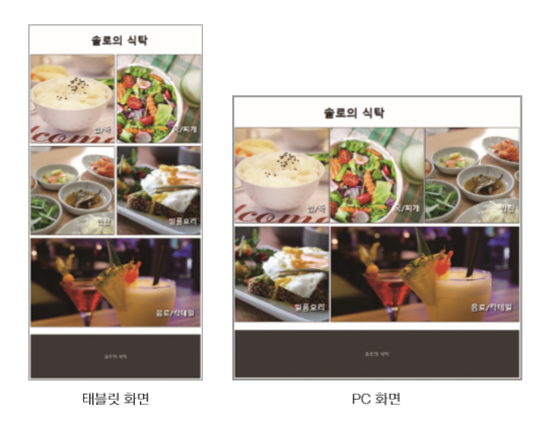 솔로의 식탁
밥/죽
국/찌개
반찬
일품요리
음료/칵테일
솔로의 식탁
태블릿 화면
솔로의 식탁
밥/죽
국/찌개
반찬
일품요리
음료/칵테일
솔로의 식탁
PC 화면